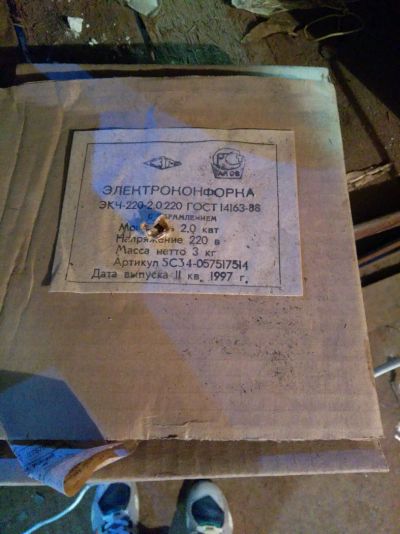 ЭЛЕКТРОКОНФОРКА
ЭКЧ-220-2,0/220 ГОСТ 14163-88
С ОБРАМЛЕНИЕМ
2,0 квт
Напряжение 220 в
Масса нетто 3 кг
Артикул 5С34-057517514
Дата выпуска II кв. 1997 г.